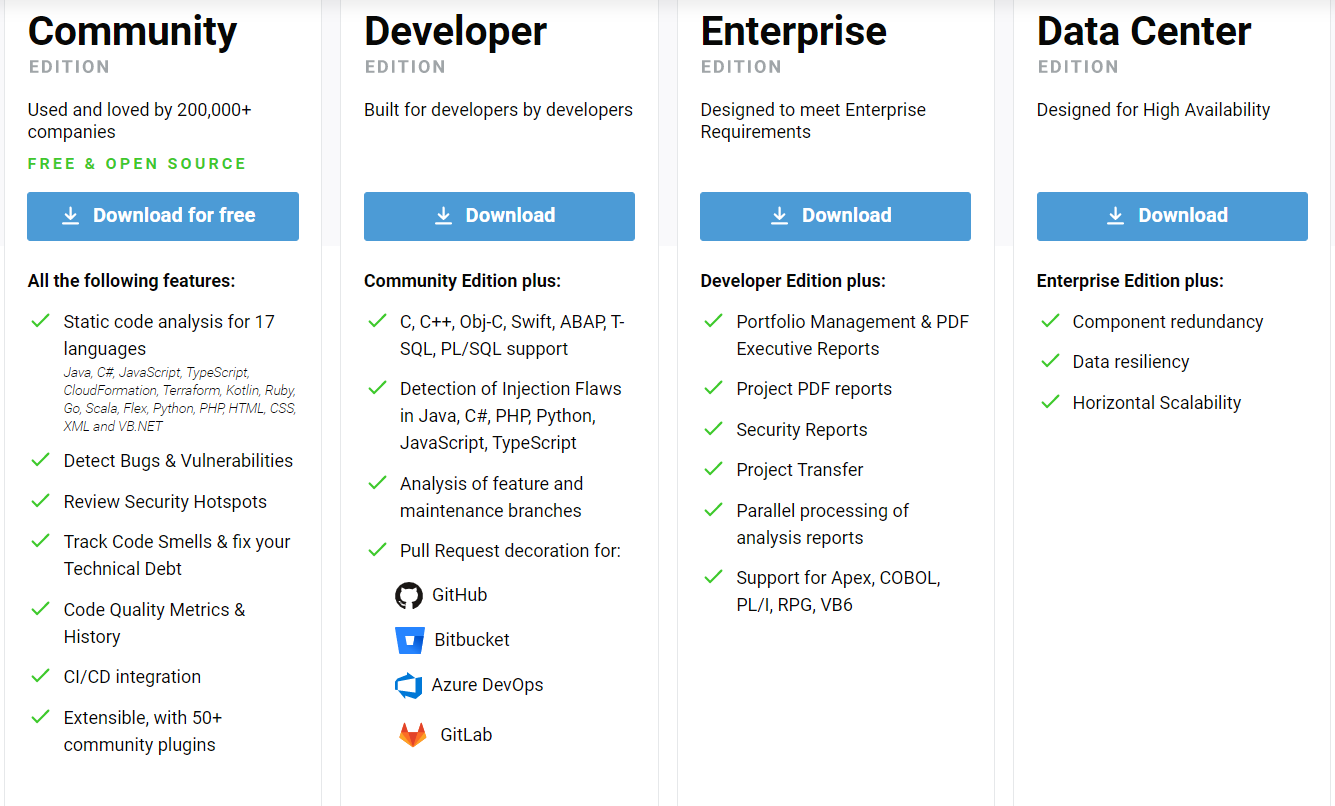 Community
EDITION
Used and loved by 200,000+
companies
FREE & OPEN SOURCE
Download for free
All the following features:
Static code analysis for 17
languages
Java, C#, JavaScript, TypeScript,
CloudFormation, Terraform, Kotlin, Ruby,
Go, Scala, Flex, Python, PHP, HTML, CSS,
XML and VB.NET
Detect Bugs & Vulnerabilities
Review Security Hotspots
Track Code Smells & fix your
Technical Debt
Code Quality Metrics &
History
CI/CD integration
Extensible, with 50+
community plugins
Developer
EDITION
Built for developers by developers
Download
Community Edition plus:
C, C++, Obj-C, Swift, ABAP, T-
SQL, PL/SQL support
Detection of Injection Flaws
in Java, C#, PHP, Python,
JavaScript, TypeScript
Analysis of feature and
maintenance branches
Pull Request decoration for:
GitHub
Bitbucket
Azure DevOps
GitLab
Enterprise
EDITION
Designed to meet Enterprise
Requirements
Download
Developer Edition plus:
Portfolio Management & PDF
Executive Reports
Project PDF reports
Security Reports
Project Transfer
Parallel processing of
analysis reports
Support for Apex, COBOL,
PL/I, RPG, VB6
Data Center
EDITION
Designed for High Availability
Download
Enterprise Edition plus:
Component redundancy
Data resiliency
Horizontal Scalability